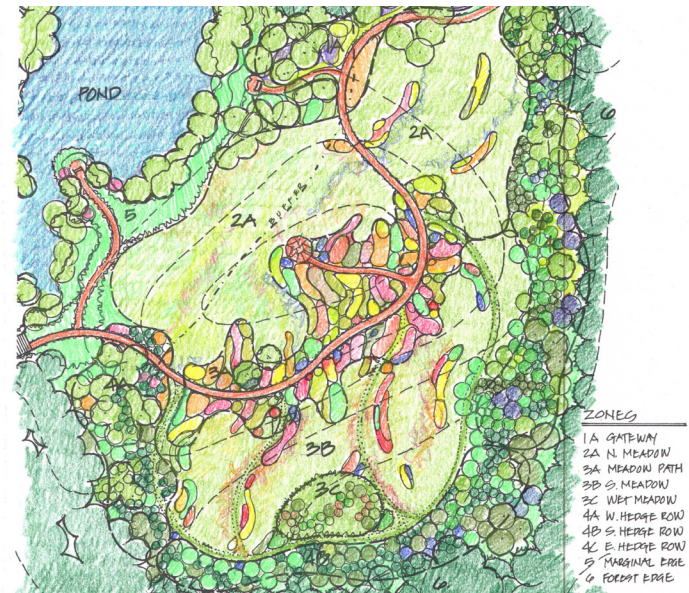 POND
2A
6
5
2A
3A
4A
3B
3C
4B
6
ZONES
1A GATEWAY
2A N. MEADOW
3A MEADOW PATH
3B S. MEADOW
3C WET MEADOW
4A W. HEDGE ROW
4B S. HEDGE ROW
4C E. HEDGE ROW
5 MARGINAL EDGE
6 FOREST EDGE